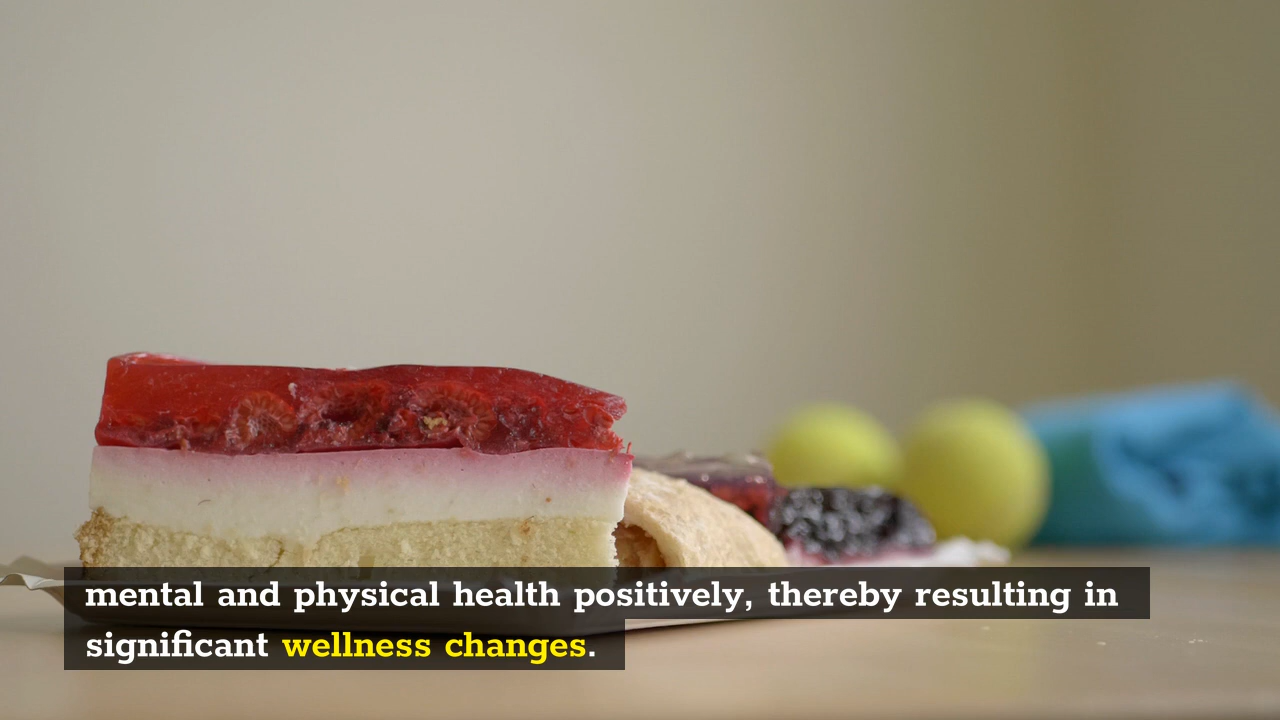 mental and physical health positively, thereby resulting in
significant wellness changes.